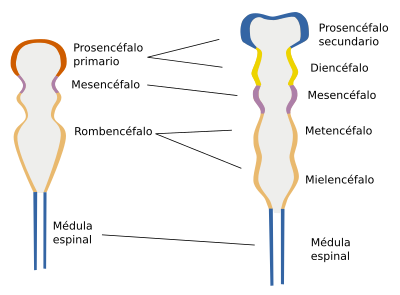 Prosencéfalo
primario
Mesencéfalo
Rombencéfalo
Médula
espinal
Prosencéfalo
secundario
Diencéfalo
Mesencéfalo
Metencéfalo
Mielencéfalo
Médula
espinal